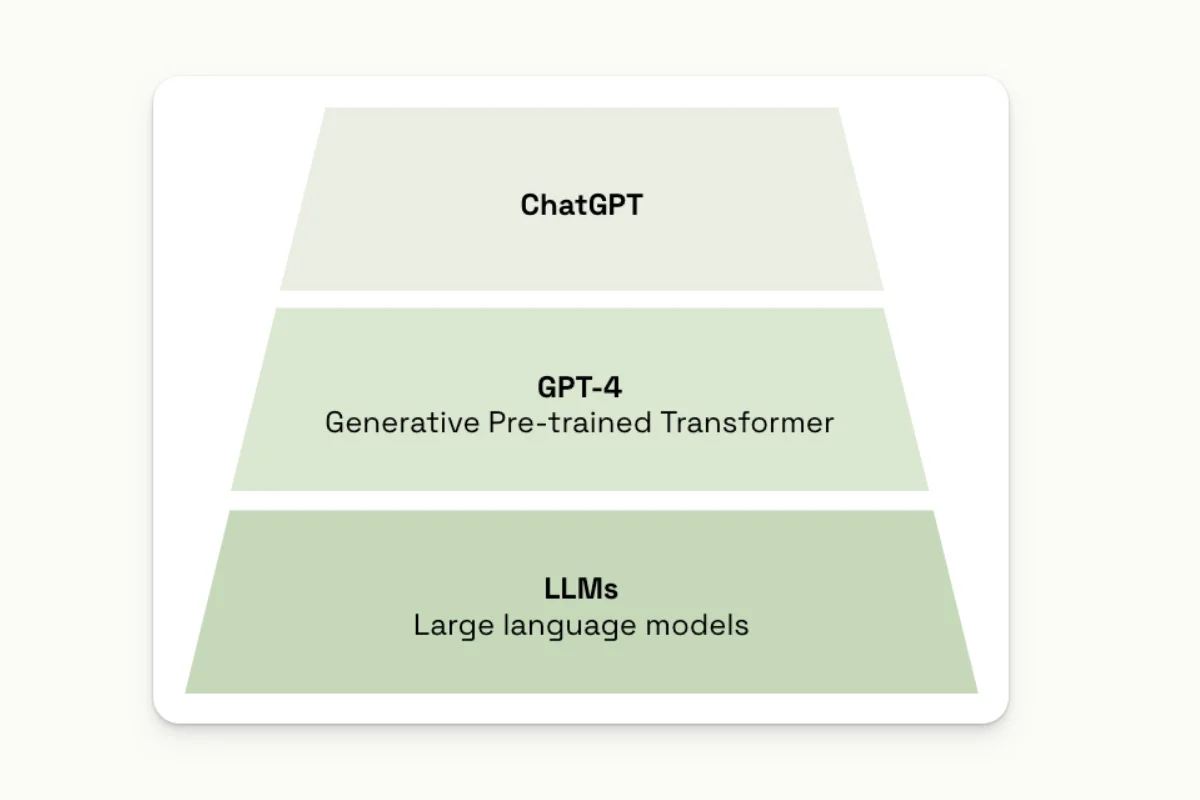 ChatGPT
GPT-4
Generative Pre-trained Transformer
LLMs
Large language models